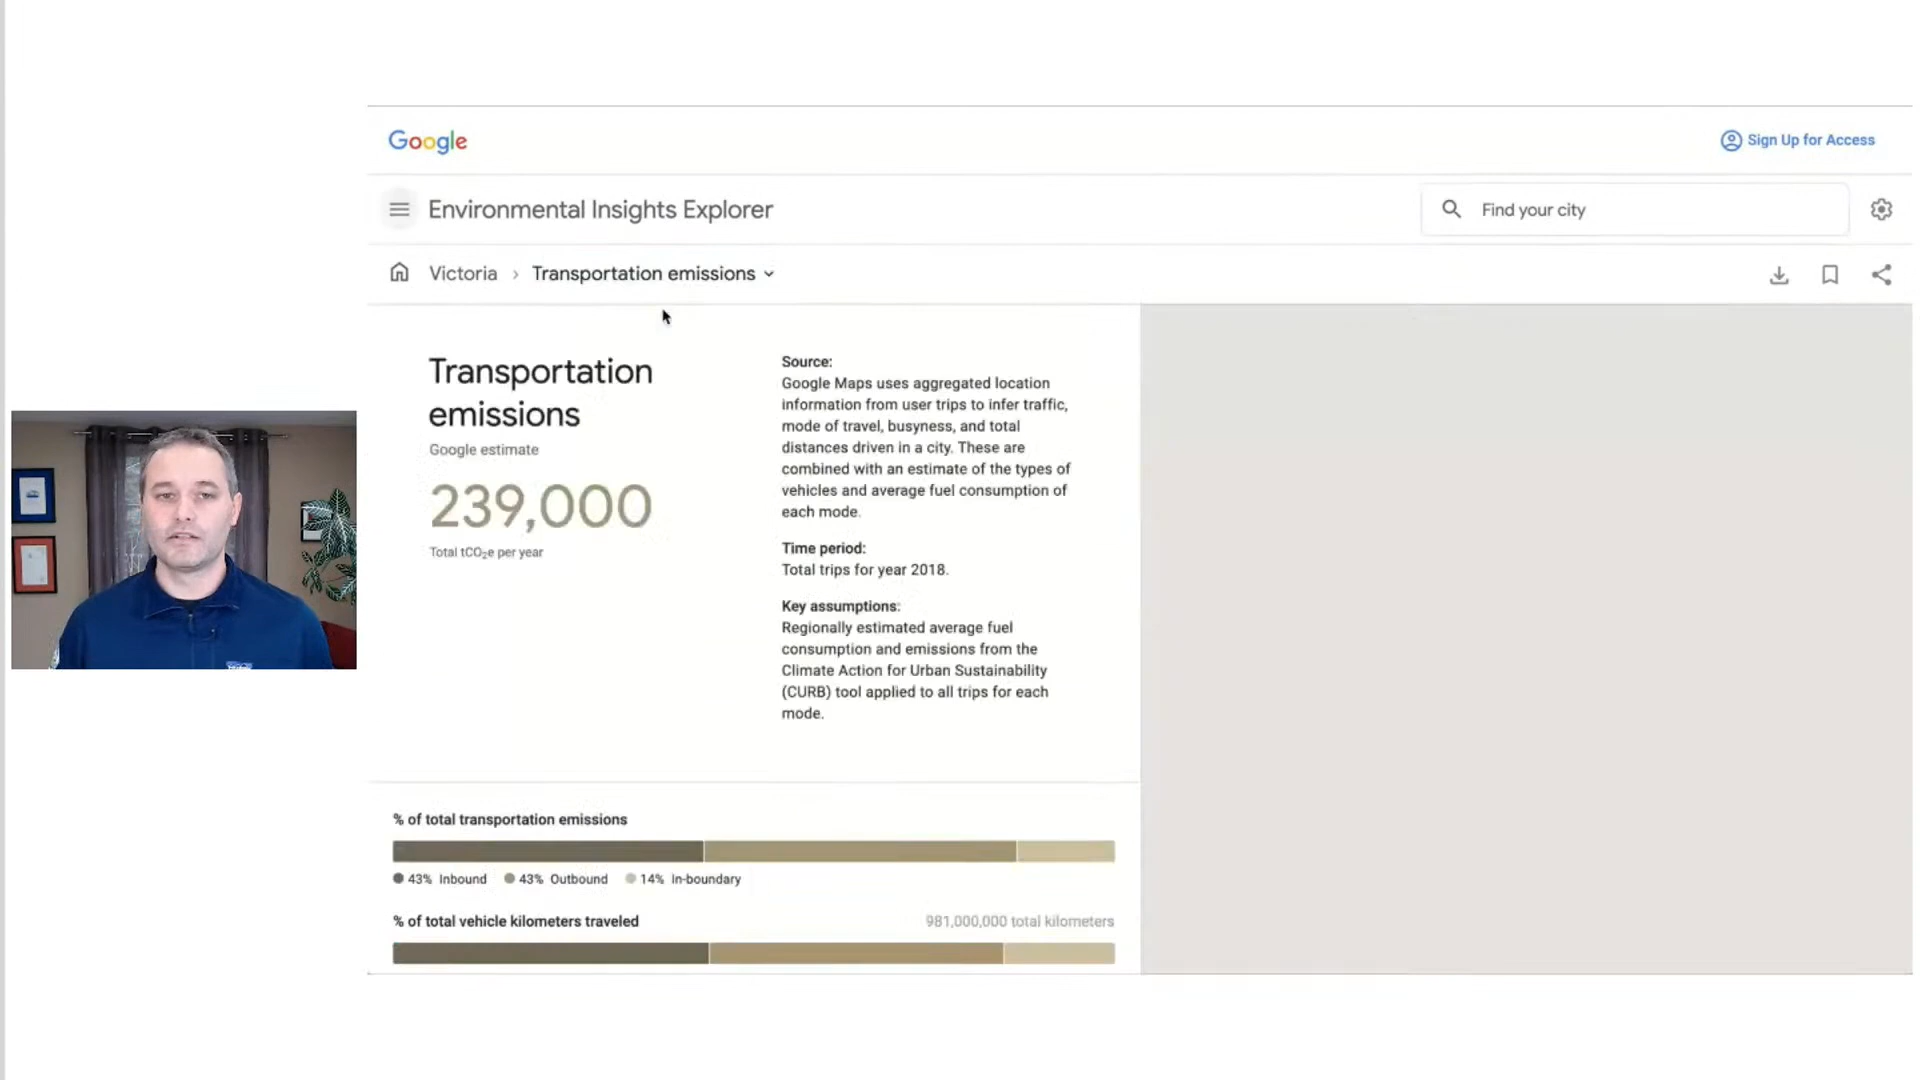 Google
Sign Up for Access
Environmental Insights Explorer
Find your city
Victoria › Transportation emissions
Transportation
emissions
Google estimate
239,000
Total tCO₂e per year
Source:
Google Maps uses aggregated location
information from user trips to infer traffic,
mode of travel, busyness, and total
distances driven in a city. These are
combined with an estimate of the types of
vehicles and average fuel consumption of
each mode.
Time period:
Total trips for year 2018.
Key assumptions:
Regionally estimated average fuel
consumption and emissions from the
Climate Action for Urban Sustainability
(CURB) tool applied to all trips for each
mode.
% of total transportation emissions
43% Inbound 43% Outbound 14% In-boundary
% of total vehicle kilometers traveled 981,000,000 total kilometers